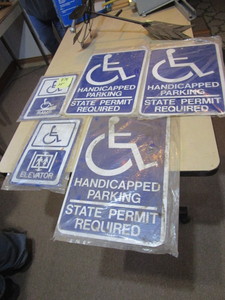 HANDICAPPED
PARKING
STATE PERMIT
REQUIRED
HANDICAPPED
PARKING
STATE PERMIT
REQUIRED
ELEVATOR
HANDICAPPED
PARKING
STATE PERMIT
REQUIRED